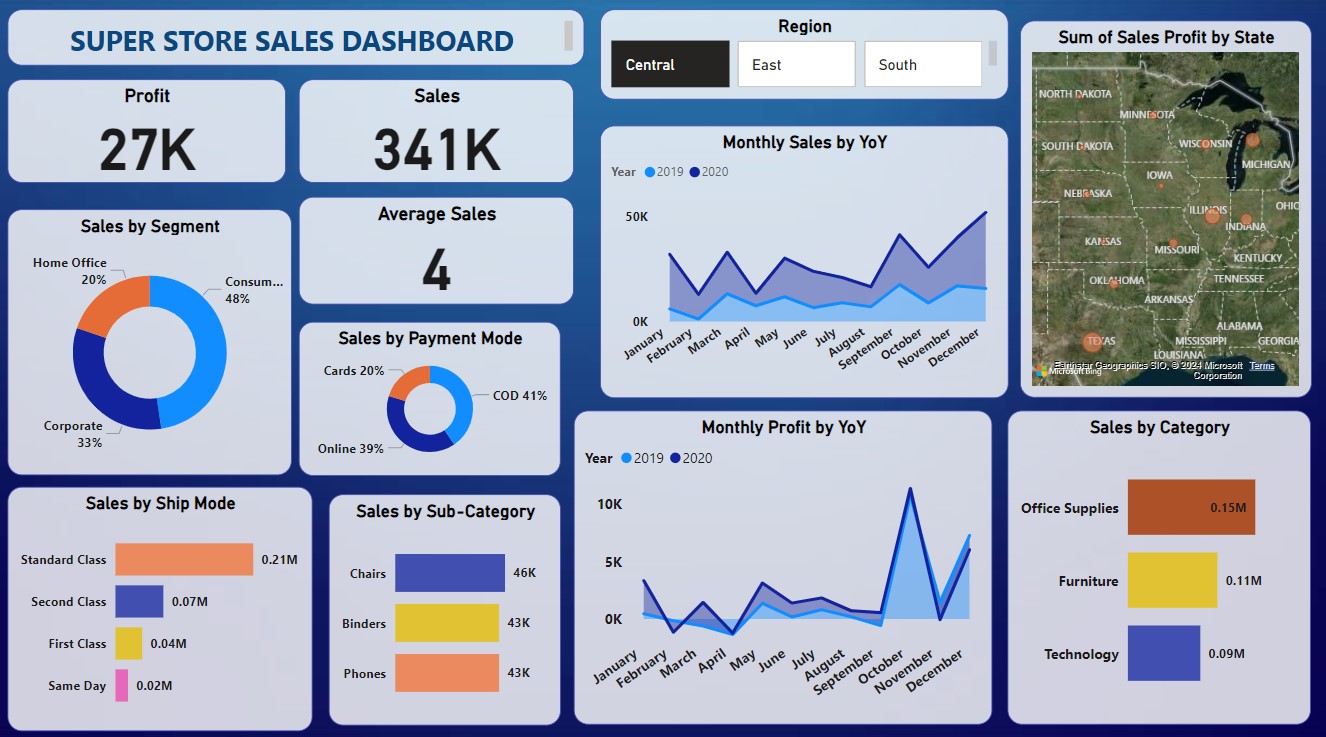 SUPER STORE SALES DASHBOARD
Region
Central
East
South
Sum of Sales Profit by State
NORTH DAKOTA
MINNESOTA
SOUTH DAKOTA
WISCONSIN
MICHIGAN
IOWA
NEBRASKA
ILLINOIS
OHIO
INDIANA
KANSAS
MISSOURI
KENTUCKY
OKLAHOMA
TENNESSEE
ARKANSAS
ALABAMA
TEXAS
MISSISSIPPI
GEORGIA
LOUISIANA
Microsoft Bing
Earthstar Geographics SIO, © 2024 Microsoft Corporation
Terms
Profit
27K
Sales
341K
Average Sales
4
Monthly Sales by YoY
Year 2019 2020
50K
0K
January
February
March
April
May
June
July
August
September
October
November
December
Sales by Segment
Home Office
20%
Consum...
48%
Corporate
33%
Sales by Payment Mode
Cards 20%
COD 41%
Online 39%
Sales by Ship Mode
Standard Class 0.21M
Second Class 0.07M
First Class 0.04M
Same Day 0.02M
Sales by Sub-Category
Chairs 46K
Binders 43K
Phones 43K
Monthly Profit by YoY
Year 2019 2020
10K
5K
0K
January
February
March
April
May
June
July
August
September
October
November
December
Sales by Category
Office Supplies 0.15M
Furniture 0.11M
Technology 0.09M